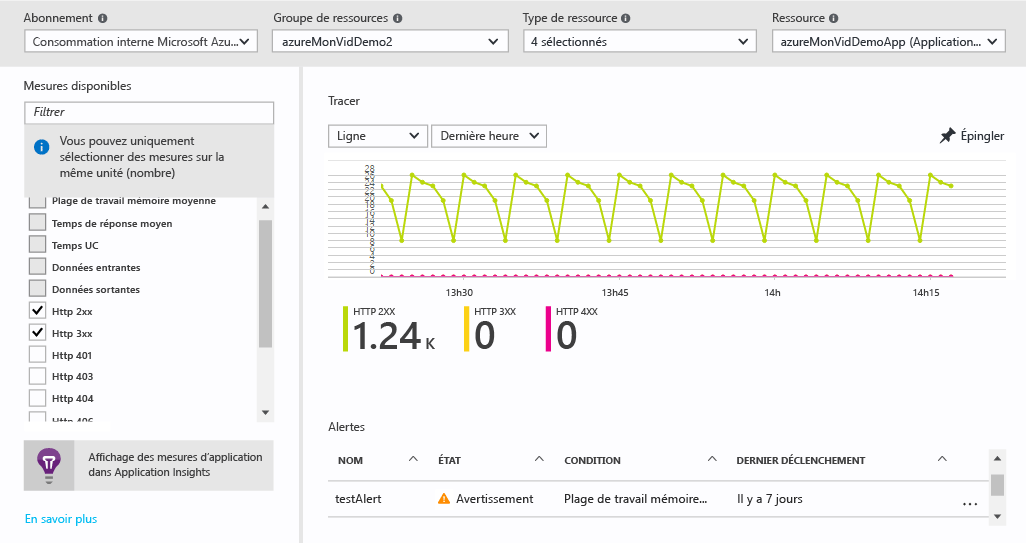 Abonnement
Groupe de ressources
Type de ressource
Ressource
Consommation interne Microsoft Azu...
azureMonVidDemo2
4 sélectionnés
azureMonVidDemoApp (Application...
Mesures disponibles
Filtrer
Vous pouvez uniquement
sélectionner des mesures sur la
même unité (nombre)
Plage de travail mémoire moyenne
Temps de réponse moyen
Temps UC
Données entrantes
Données sortantes
Http 2xx
Http 3xx
Http 401
Http 403
Http 404
Http 406
Affichage des mesures d'application
dans Application Insights
En savoir plus
Tracer
Ligne
Dernière heure
Épingler
28
26
24
22
20
18
16
14
12
10
8
6
4
2
0
13h30
13h45
14h
14h15
HTTP 2XX
1.24 K
HTTP 3XX
0
HTTP 4XX
0
Alertes
NOM
ÉTAT
CONDITION
DERNIER DÉCLENCHEMENT
testAlert
Avertissement
Plage de travail mémoire...
Il y a 7 jours
...